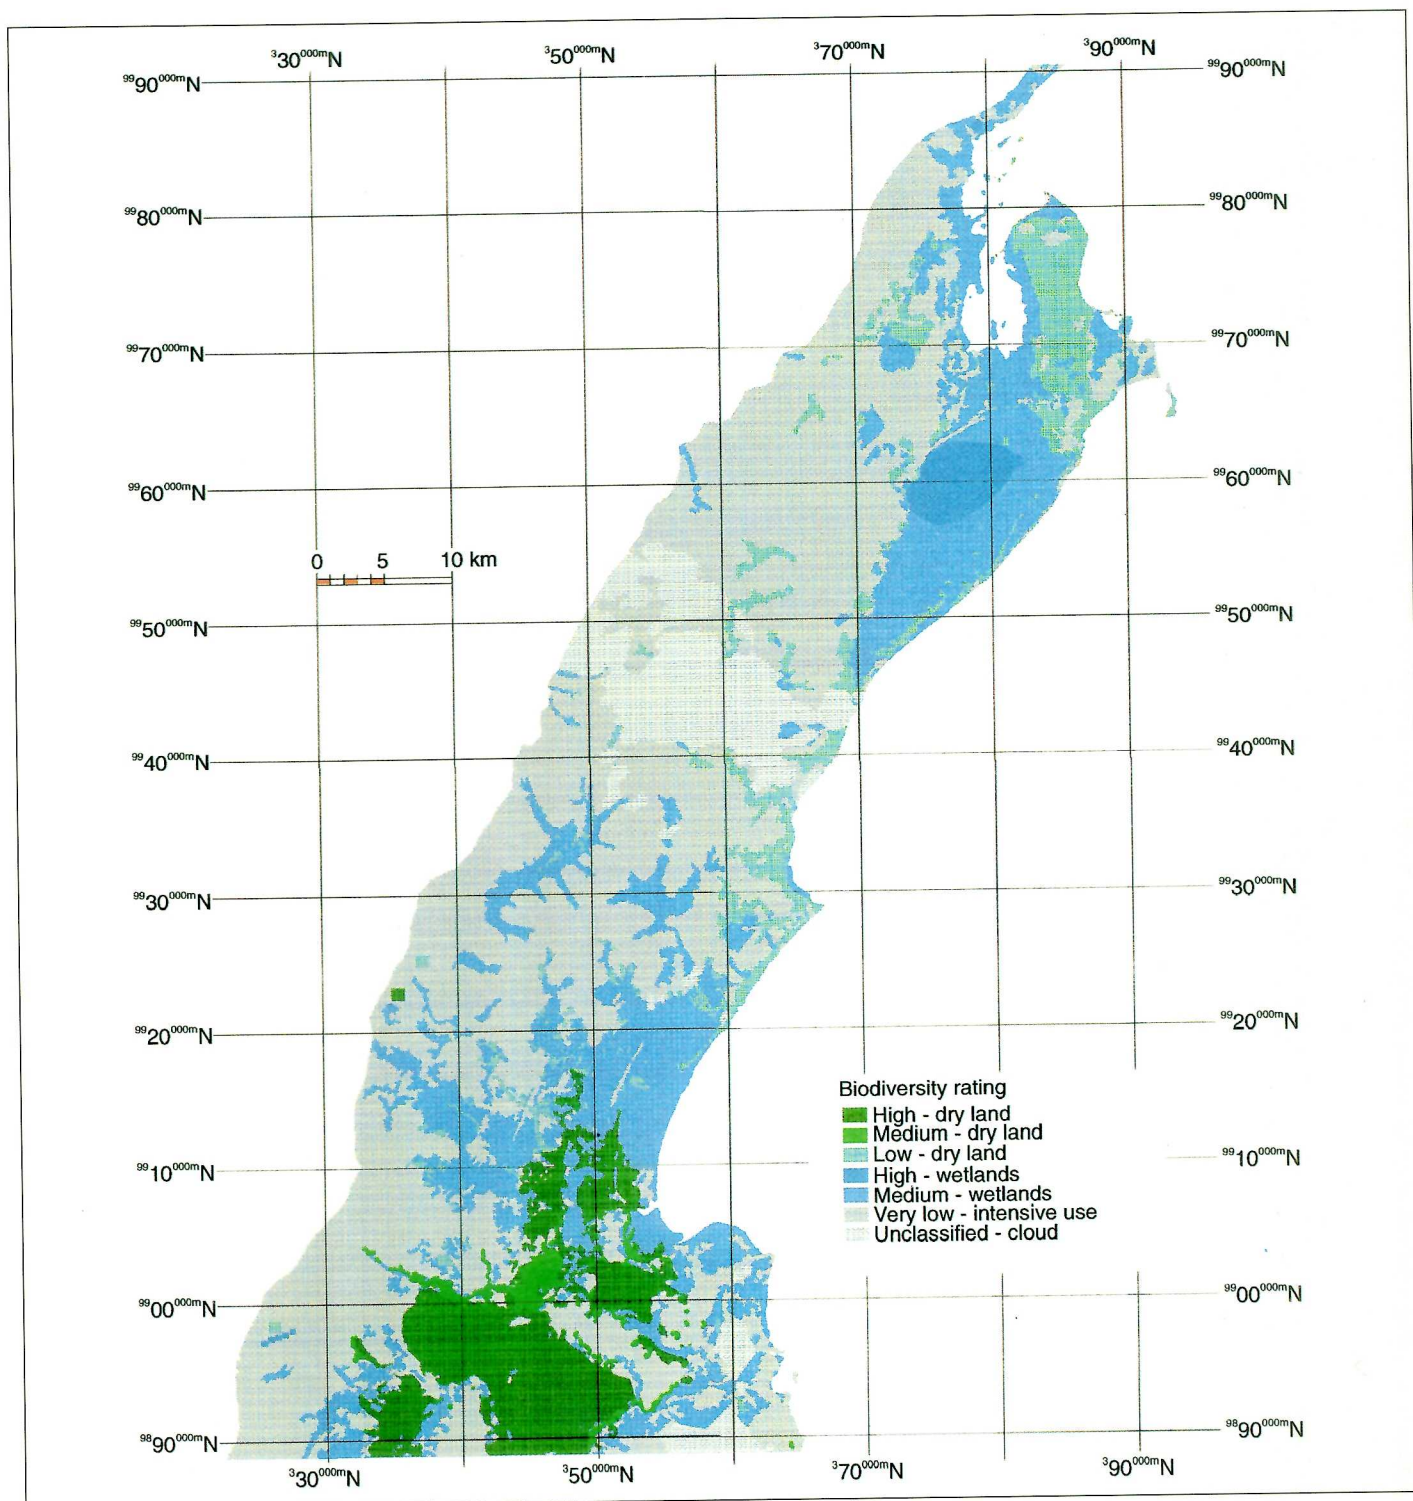 330000mN 350000mN 370000mN 390000mN
9990000mN 9990000mN
9980000mN 9980000mN
9970000mN 9970000mN
9960000mN 9960000mN
0 5 10 km
9950000mN 9950000mN
9940000mN 9940000mN
9930000mN 9930000mN
9920000mN 9920000mN
Biodiversity rating
High - dry land
Medium - dry land
Low - dry land
9910000mN 9910000mN
High - wetlands
Medium - wetlands
Very low - intensive use
Unclassified - cloud
9900000mN 9900000mN
9890000mN 9890000mN
330000mN 350000mN 370000mN 390000mN